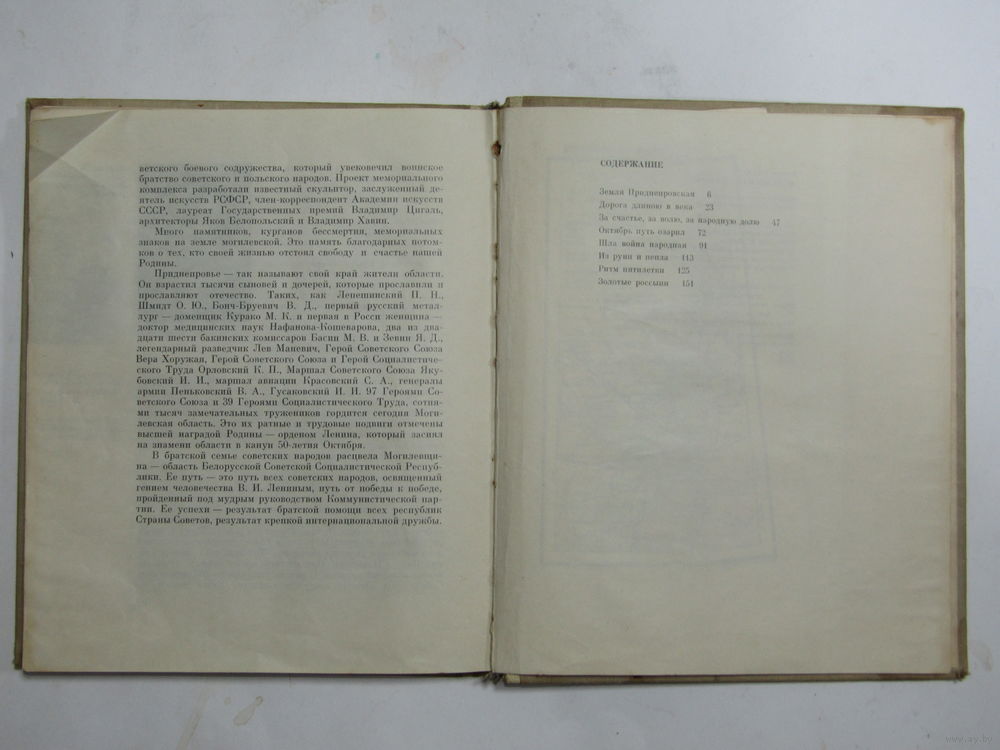 ветского боевого содружества, который увековечил воинское
братство советского и польского народов. Проект мемориального
комплекса разработали известный скульптор, заслуженный де-
ятель искусств РСФСР, член-корреспондент Академии искусств
СССР, лауреат Государственных премий Владимир Цигаль,
архитекторы Яков Белопольский и Владимир Хавин.
Много памятников, курганов бессмертия, мемориальных
знаков на земле могилевской. Это память благодарных потом-
ков о тех, кто своей жизнью отстоял свободу и счастье нашей
Родины.
Приднепровье — так называют свой край жители области.
Он взрастил тысячи сыновей и дочерей, которые прославили и
прославляют отечество. Таких, как Лепешинский П. Н.,
Шмидт О. Ю., Бонч-Бруевич В. Д., первый русский метал-
лург — доменщик Курако М. К. и первая в Росси женщина —
доктор медицинских наук Кашеварова, два из два-
дцати шести бакинских комиссаров Басин М. В. и Зевин Я. Д.,
легендарный разведчик Лев Маневич, Герой Советского Союза
Вера Хоружая, Герой Советского Союза и Герой Социалистиче-
ского Труда Орловский К. П., Маршал Советского Союза Яку-
бовский И. И., маршал авиации Красовский С. А., генералы
армии Пеньковский В. А., Гусаковский И. И. 97 Героями Со-
ветского Союза и 39 Героями Социалистического Труда, сотня-
ми тысяч замечательных тружеников гордится сегодня Моги-
левская область. Это их ратные и трудовые подвиги отмечены
высшей наградой Родины — орденом Ленина, который засиял
на знамени области в канун 50-летия Октября.
В братской семье советских народов расцвела Могилевщи-
на — область Белорусской Советской Социалистической Респуб-
лики. Ее путь — это путь всех советских народов, освященный
гением человечества В. И. Лениным, путь от победы к победе,
пройденный под мудрым руководством Коммунистической пар-
тии. Ее успехи — результат братской помощи всех республик
Страны Советов, результат крепкой интернациональной дружбы.
СОДЕРЖАНИЕ
Земля Приднепровская 6
Дорога длиною в века 23
За счастье, за волю, за народную долю 47
Октябрь путь озарил 72
Шла война народная 91
Из руин и пепла 113
Ритм пятилетки 125
Золотые россыпи 151
www.ay.by